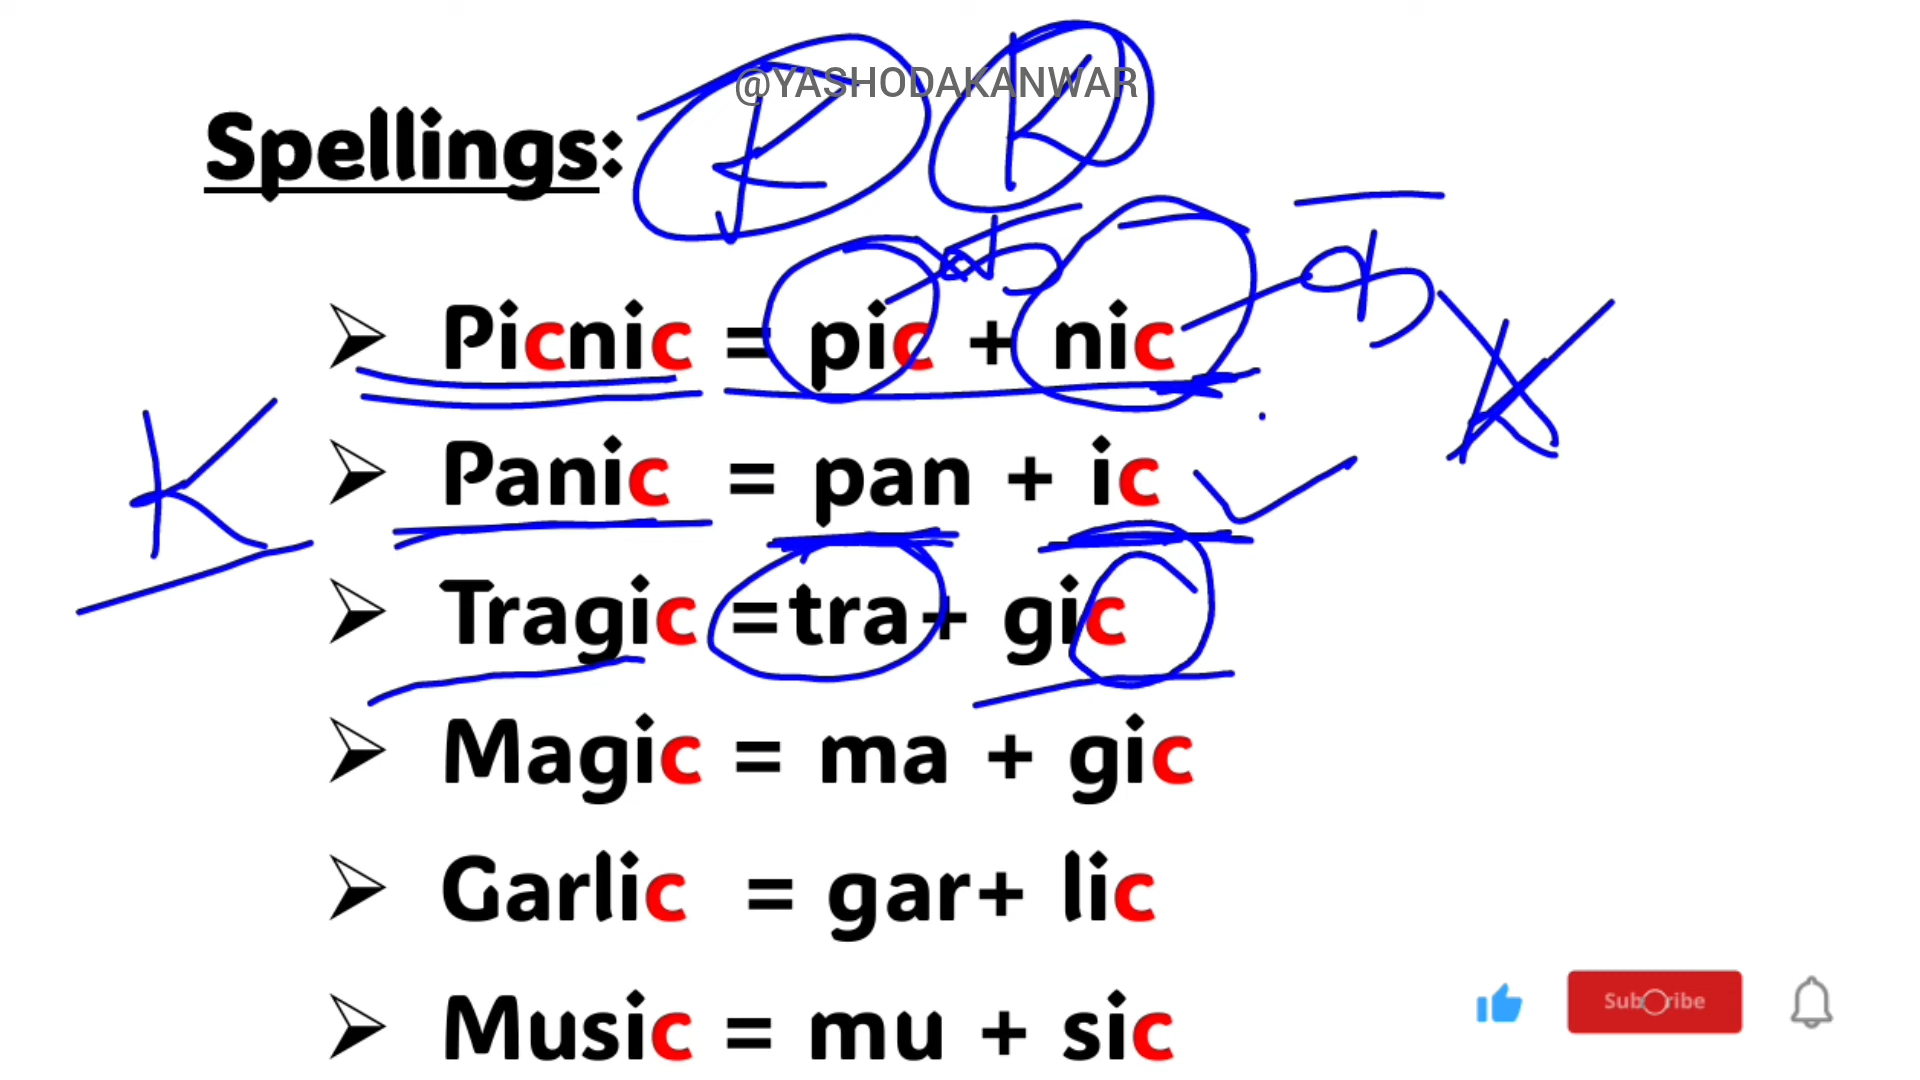 @YASHODAKANWAR
K K
Spellings:
क
क
➢ Picnic = pic + nic
K K
➢ Panic = pan + ic
➢ Tragic =tra+ gic
➢ Magic = ma + gic
➢ Garlic = gar+ lic
Subscribe
➢ Music = mu + sic